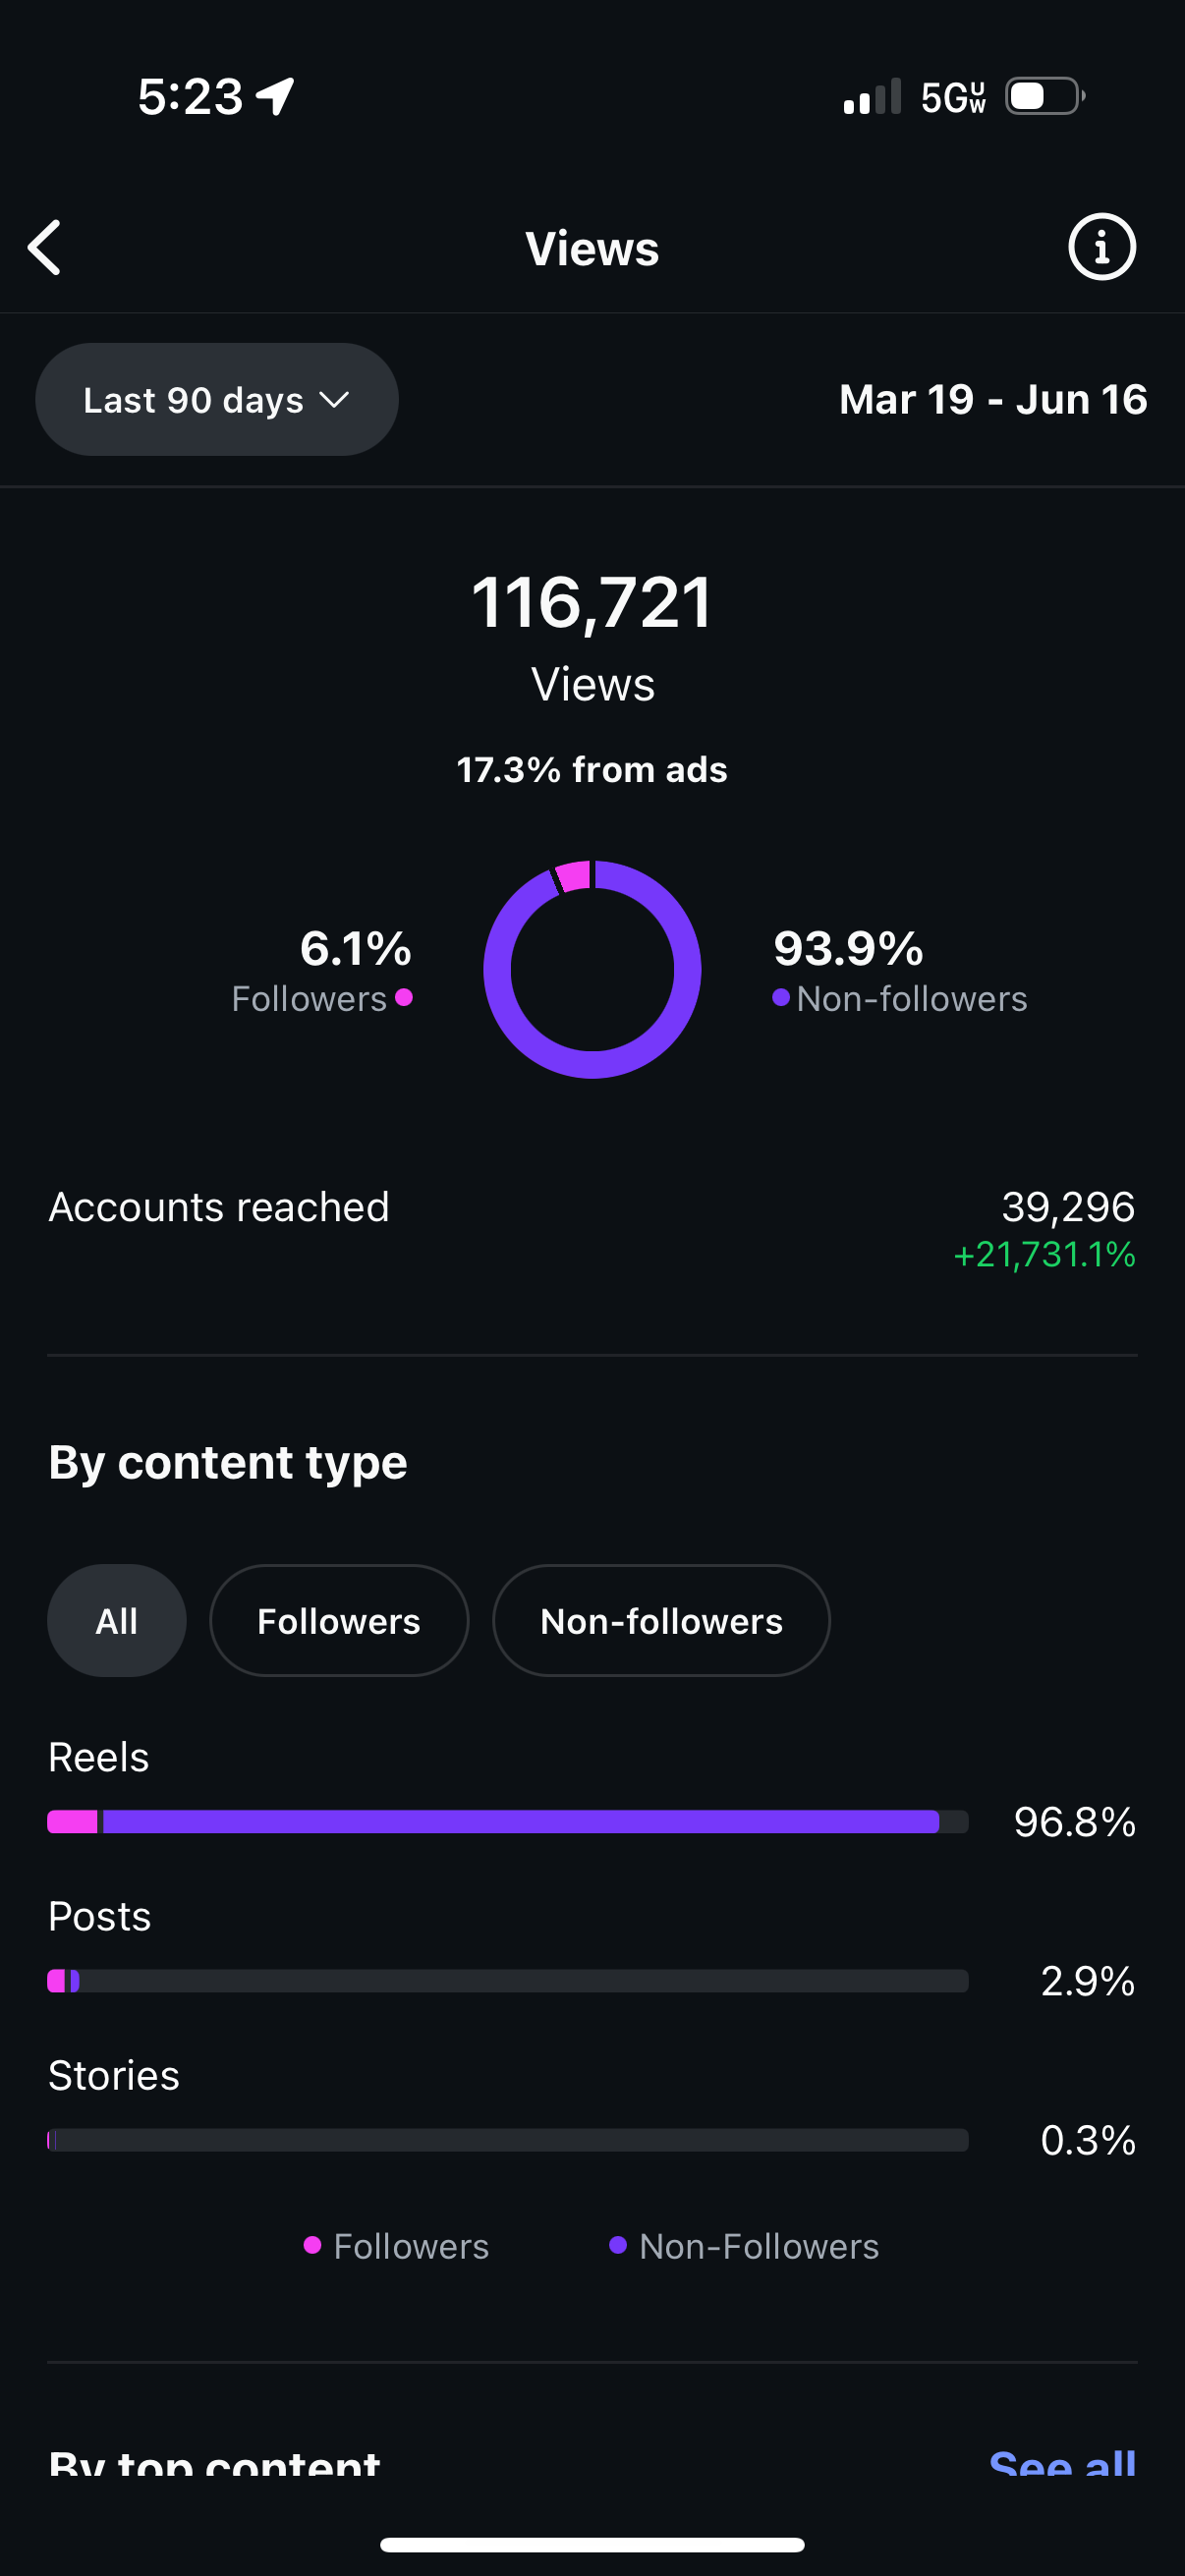 5:23
5G UW
Views
Last 90 days
Mar 19 - Jun 16
116,721
Views
17.3% from ads
6.1%
Followers
93.9%
Non-followers
Accounts reached
39,296
+21,731.1%
By content type
All
Followers
Non-followers
Reels
96.8%
Posts
2.9%
Stories
0.3%
Followers
Non-Followers
By top content
See all